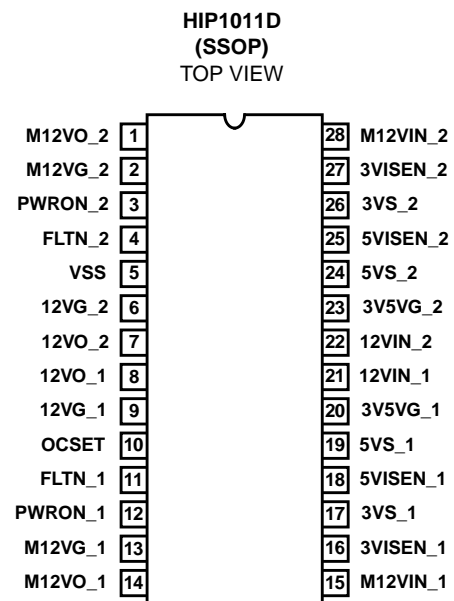 HIP1011D
(SSOP)
TOP VIEW
M12VO_2 1 28 M12VIN_2
M12VG_2 2 27 3VISEN_2
PWRON_2 3 26 3VS_2
FLTN_2 4 25 5VISEN_2
VSS 5 24 5VS_2
12VG_2 6 23 3V5VG_2
12VO_2 7 22 12VIN_2
12VO_1 8 21 12VIN_1
12VG_1 9 20 3V5VG_1
OCSET 10 19 5VS_1
FLTN_1 11 18 5VISEN_1
PWRON_1 12 17 3VS_1
M12VG_1 13 16 3VISEN_1
M12VO_1 14 15 M12VIN_1